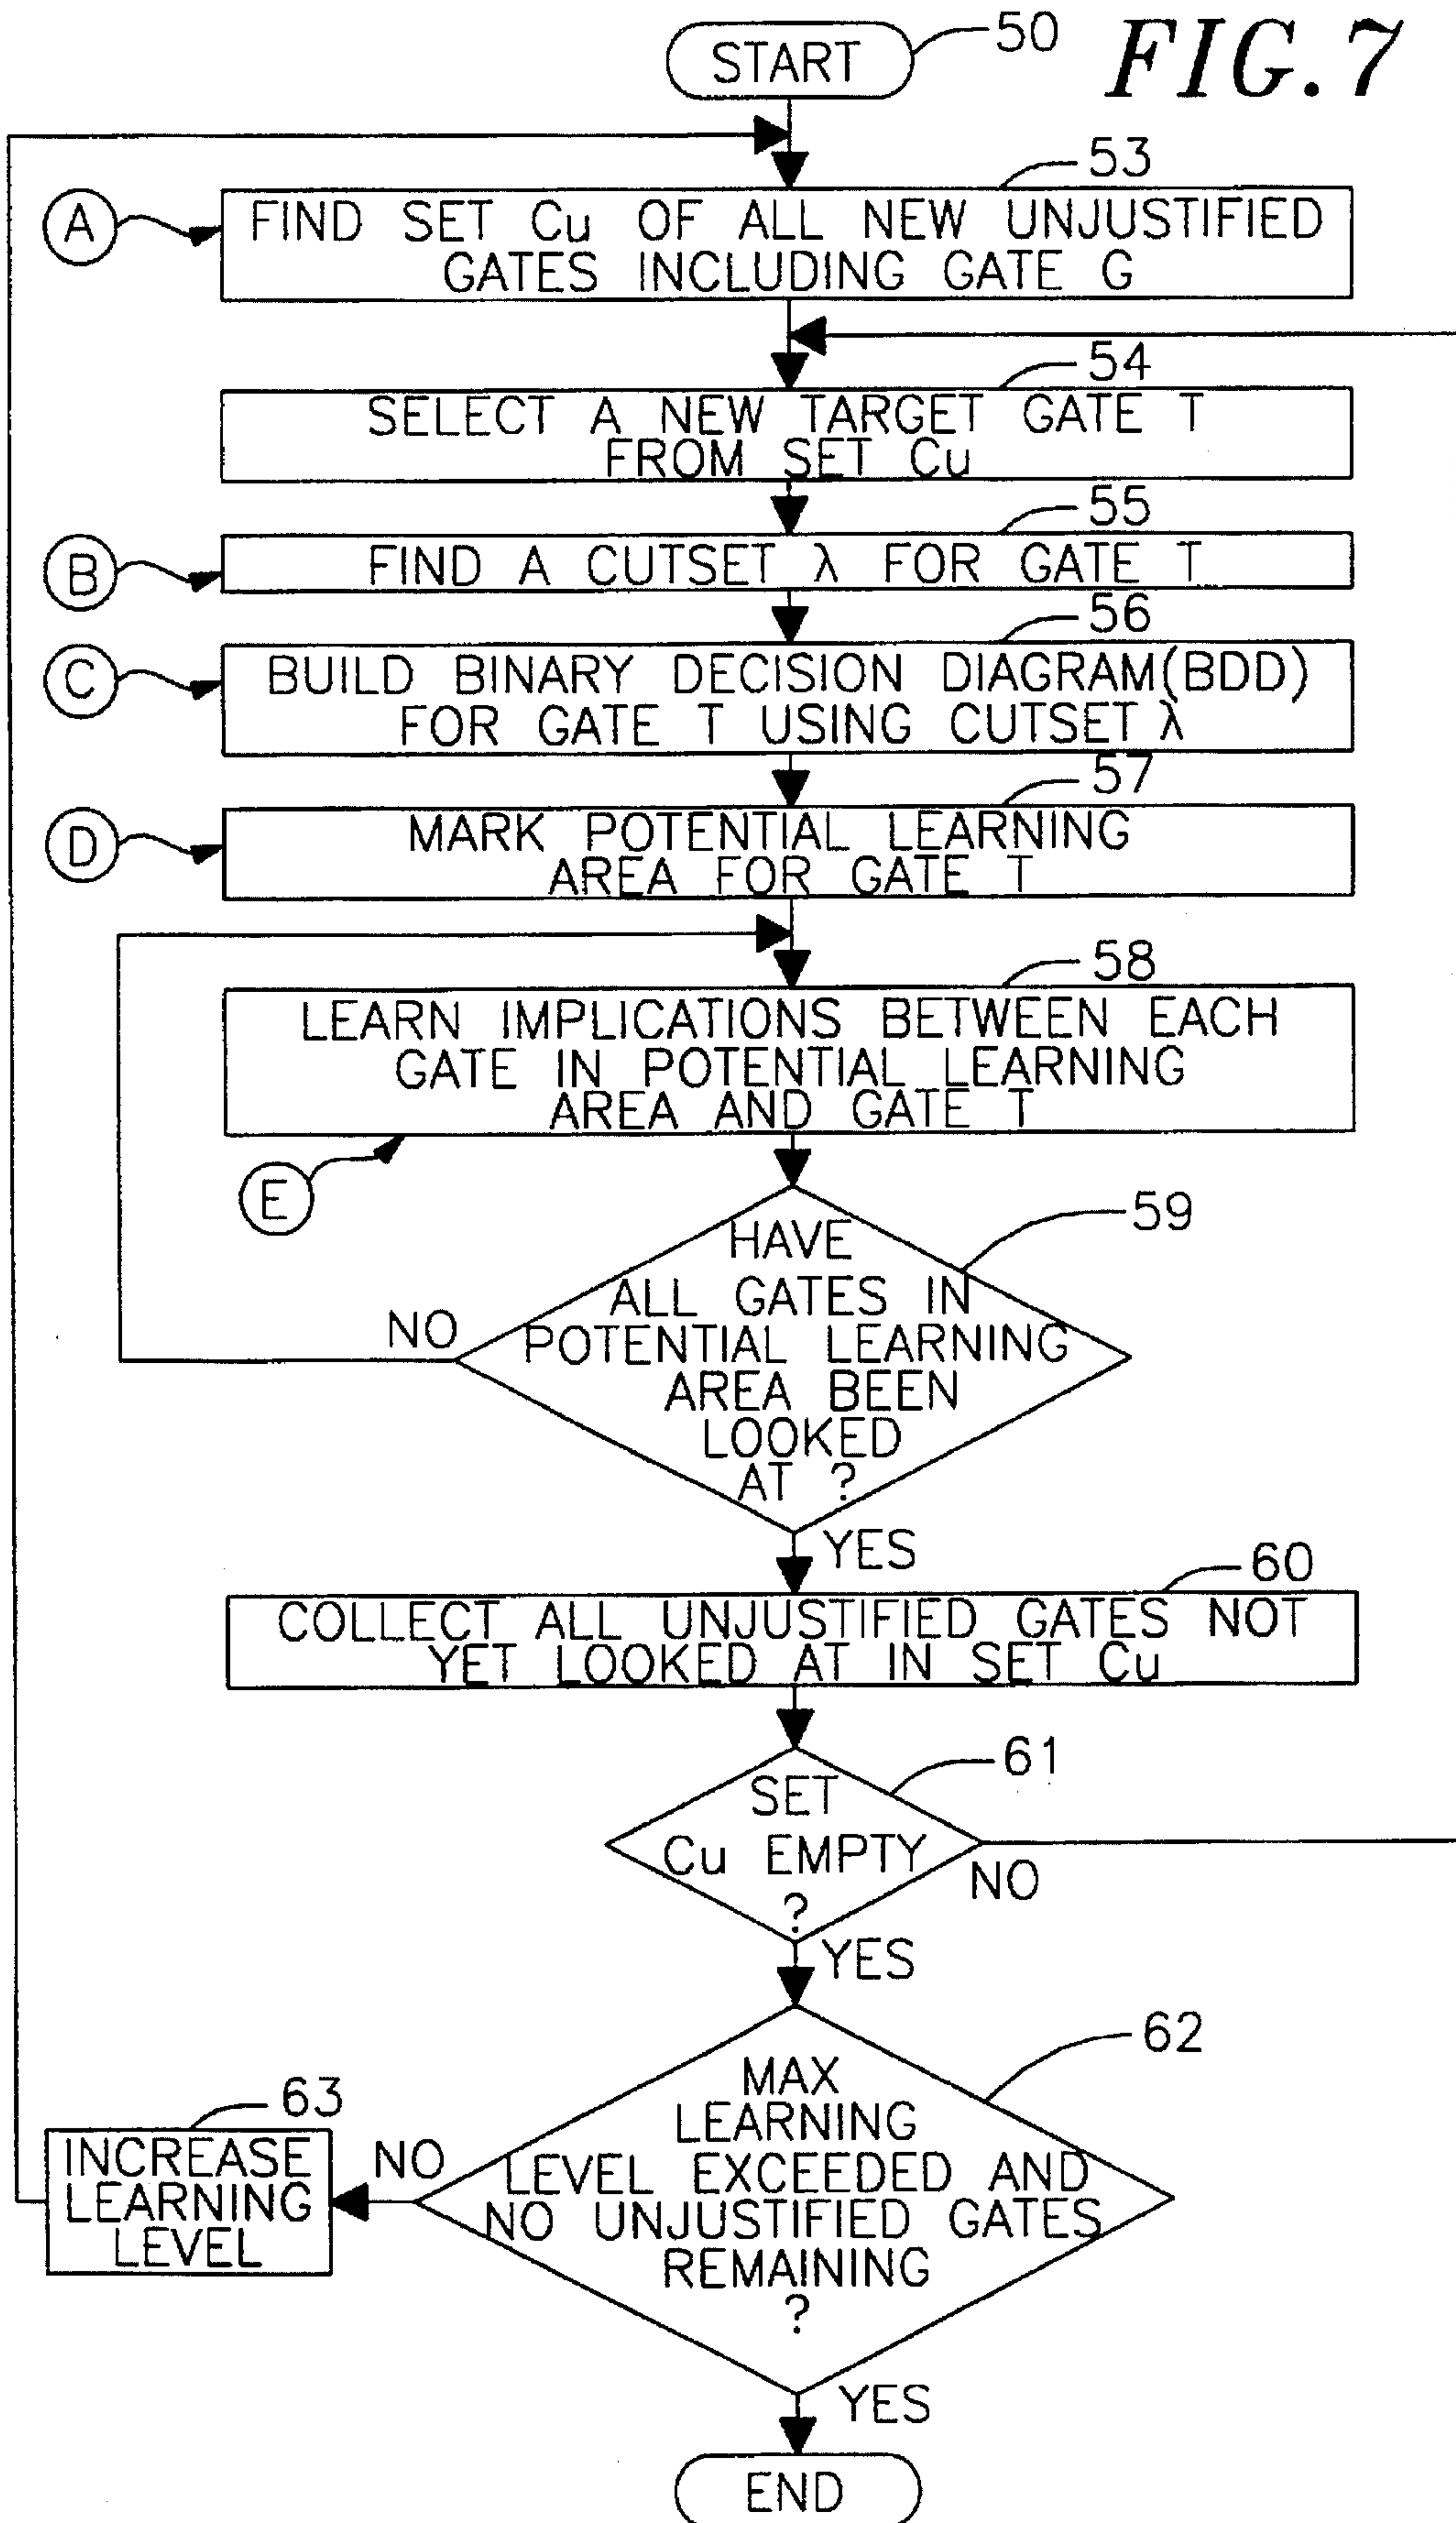 START
50
FIG. 7
53
A
FIND SET Cu OF ALL NEW UNJUSTIFIED
GATES INCLUDING GATE G
54
SELECT A NEW TARGET GATE T
FROM SET Cu
55
B
FIND A CUTSET λ FOR GATE T
56
C
BUILD BINARY DECISION DIAGRAM(BDD)
FOR GATE T USING CUTSET λ
57
D
MARK POTENTIAL LEARNING
AREA FOR GATE T
58
LEARN IMPLICATIONS BETWEEN EACH
GATE IN POTENTIAL LEARNING
AREA AND GATE T
E
59
HAVE
ALL GATES IN
POTENTIAL LEARNING
AREA BEEN
LOOKED
AT ?
NO
YES
60
COLLECT ALL UNJUSTIFIED GATES NOT
YET LOOKED AT IN SET Cu
61
SET
Cu EMPTY
?
NO
YES
62
MAX
LEARNING
LEVEL EXCEEDED AND
NO UNJUSTIFIED GATES
REMAINING
?
NO
63
INCREASE
LEARNING
LEVEL
YES
END